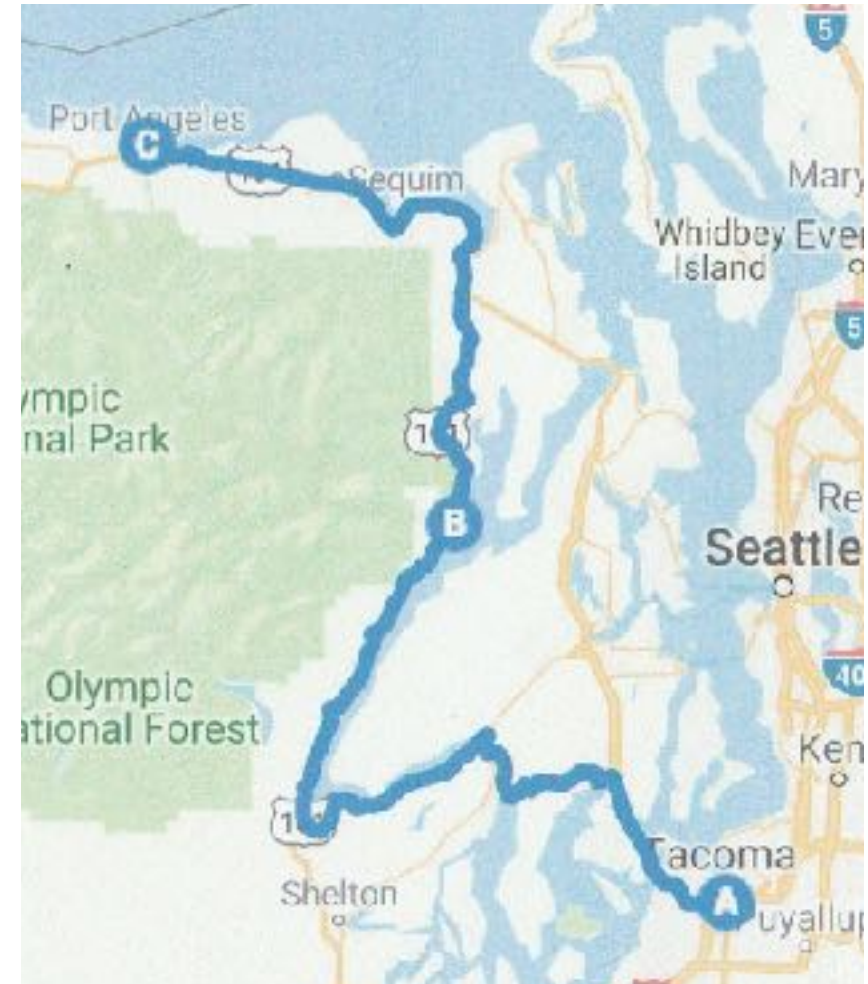 5
Port Angeles
C
Sequim
Mary
Whidbey
Island
Ever
5
ympic
nal Park
B
Re
Seattle
Olympic
ational Forest
40
Ken
Shelton
Tacoma
A
uyallup